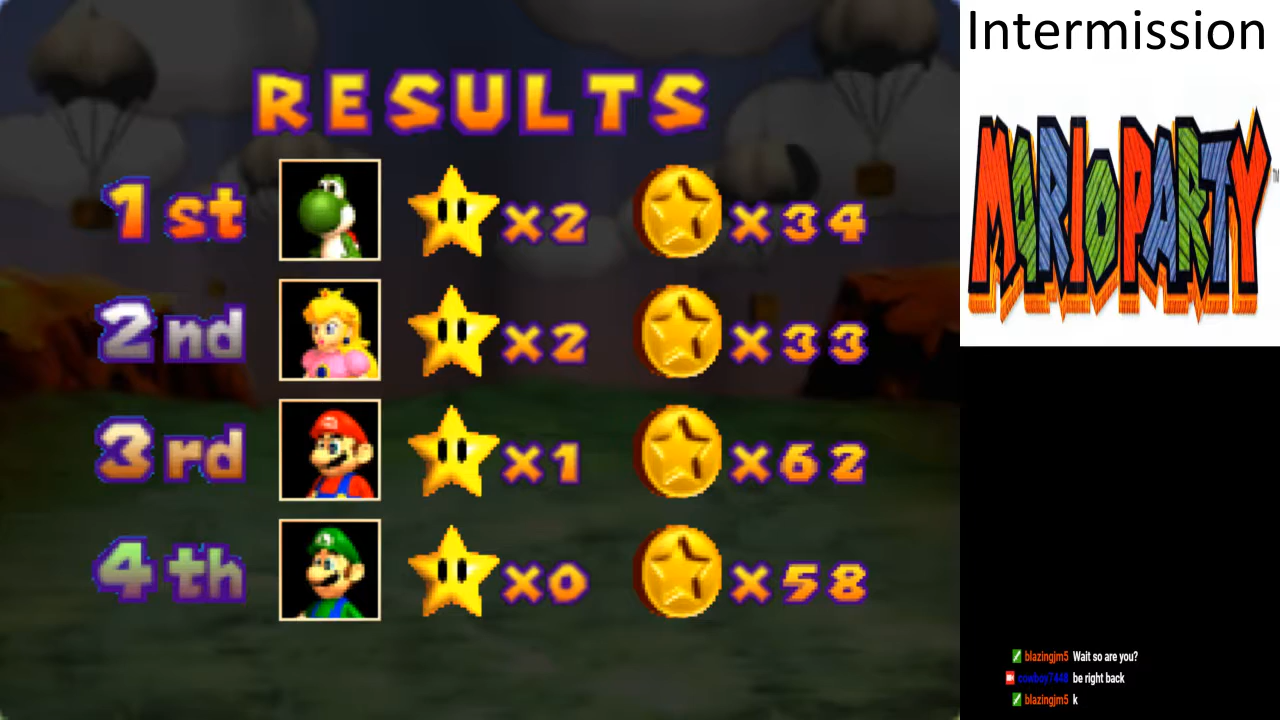 RESULTS
1st ×2 ×34
2nd ×2 ×33
3rd ×1 ×62
4th ×0 ×58
Intermission
MARIO PARTY
TM
blazingjm5 Wait so are you?
cowboy7448 be right back
blazingjm5 k